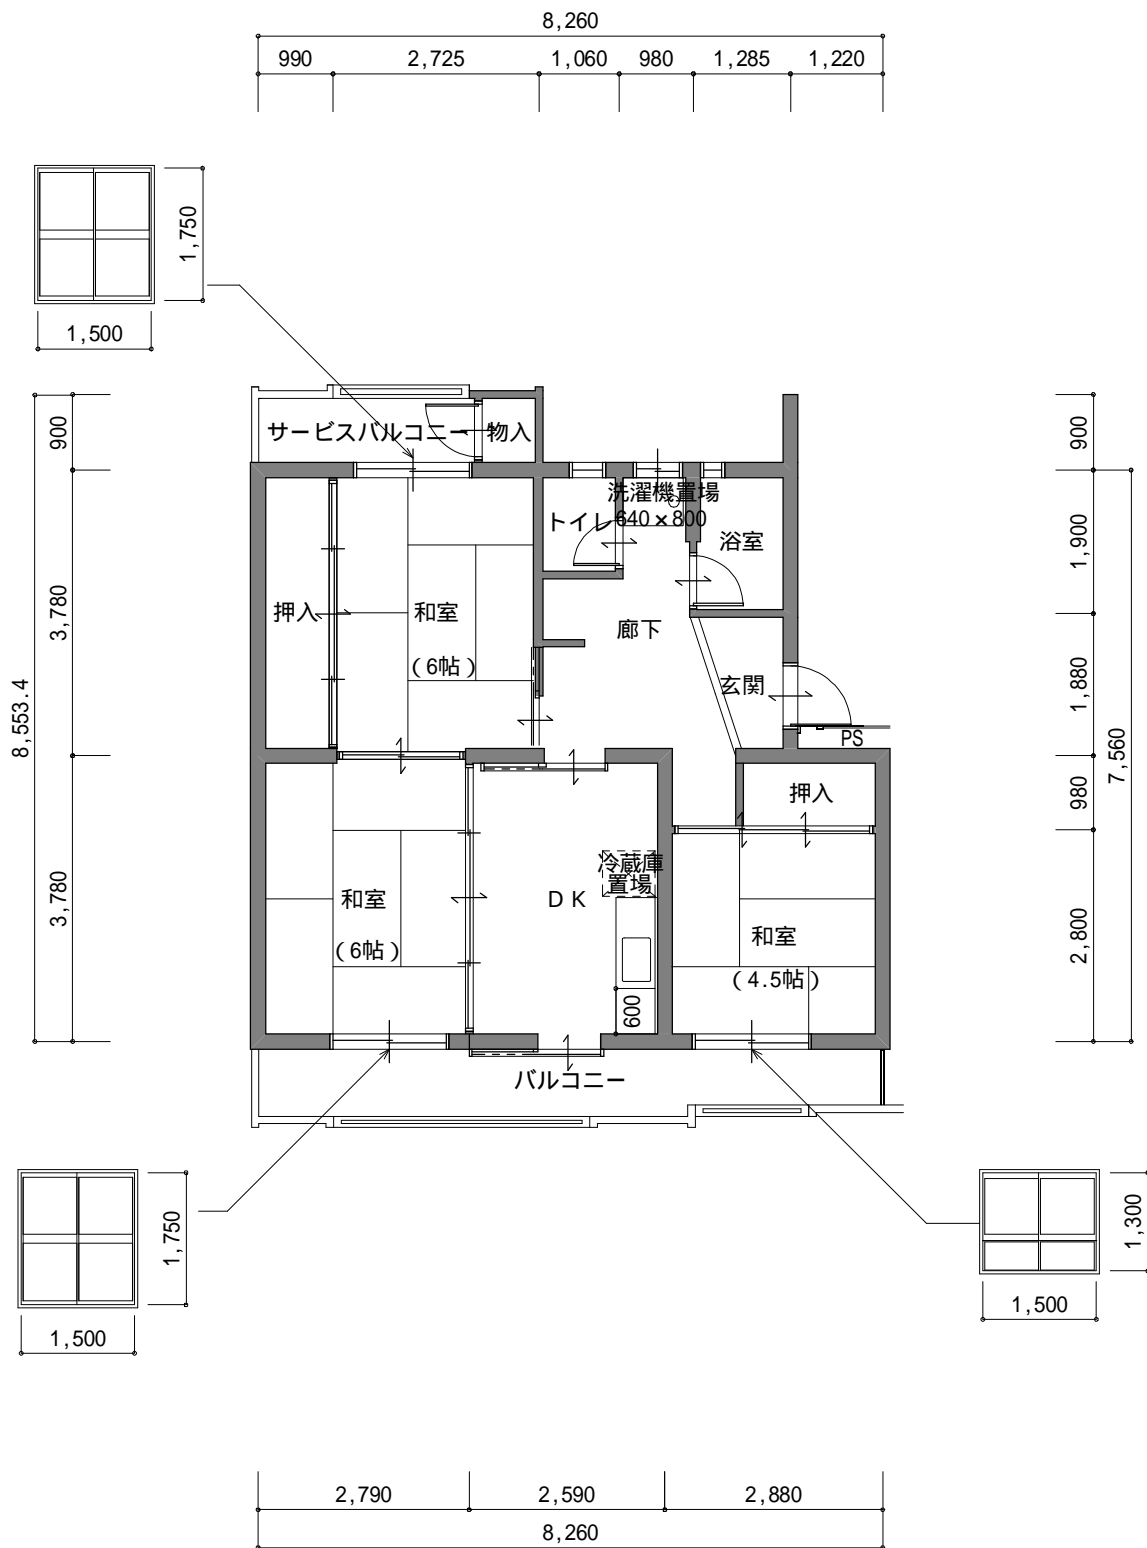 8,260
990
2,725
1,060
980
1,285
1,220
1,750
1,500
900
3,780
3,780
8,553.4
サービスバルコニー
物入
洗濯機置場
640×800
トイレ
浴室
押入
和室
(6帖)
廊下
玄関
PS
900
1,900
1,880
980
2,800
7,560
押入
和室
(6帖)
DK
冷蔵庫
置場
600
和室
(4.5帖)
バルコニー
1,750
1,500
1,300
1,500
2,790
2,590
2,880
8,260